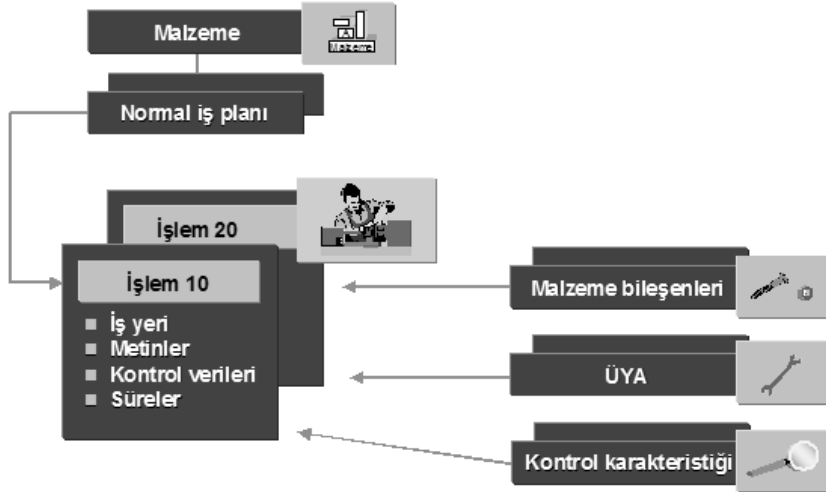 Malzeme
A
Malzeme
Normal iş planı
İşlem 20
İşlem 10
İş yeri
Metinler
Kontrol verileri
Süreler
Malzeme bileşenleri
ÜYA
Kontrol karakteristiği